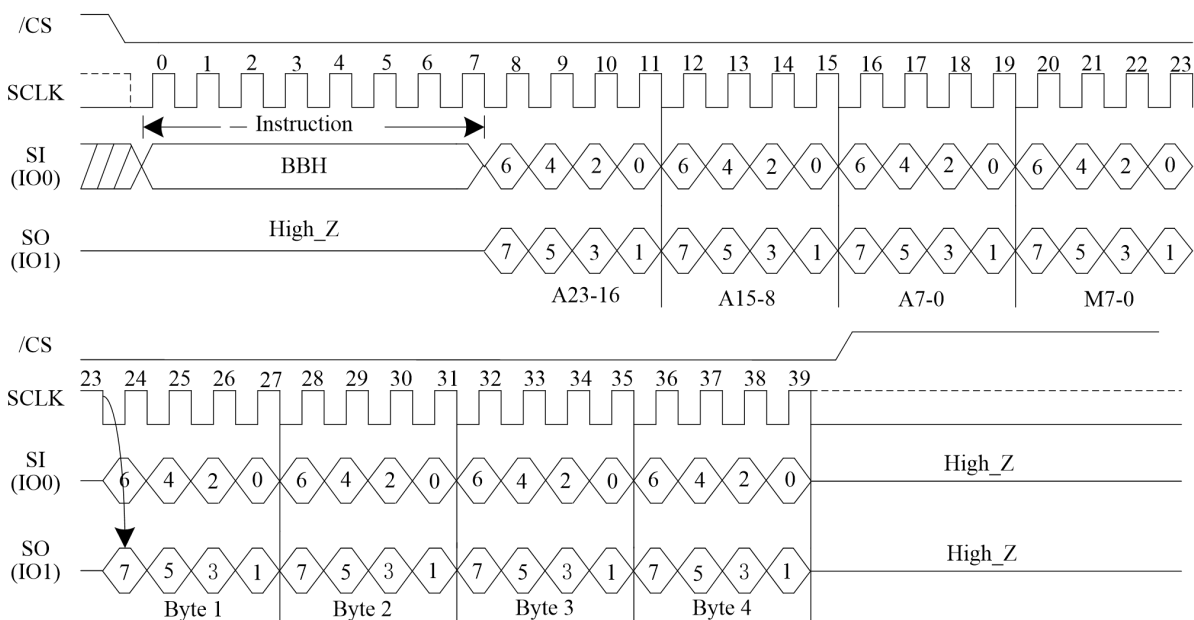 /CS
0 1 2 3 4 5 6 7 8 9 10 11 12 13 14 15 16 17 18 19 20 21 22 23
SCLK
Instruction
SI
(IO0)
BBH 6 4 2 0 6 4 2 0 6 4 2 0 6 4 2 0
SO
(IO1)
High_Z 7 5 3 1 7 5 3 1 7 5 3 1 7 5 3 1
A23-16 A15-8 A7-0 M7-0
/CS
23 24 25 26 27 28 29 30 31 32 33 34 35 36 37 38 39
SCLK
SI
(IO0)
6 4 2 0 6 4 2 0 6 4 2 0 6 4 2 0 High_Z
SO
(IO1)
7 5 3 1 7 5 3 1 7 5 3 1 7 5 3 1 High_Z
Byte 1 Byte 2 Byte 3 Byte 4